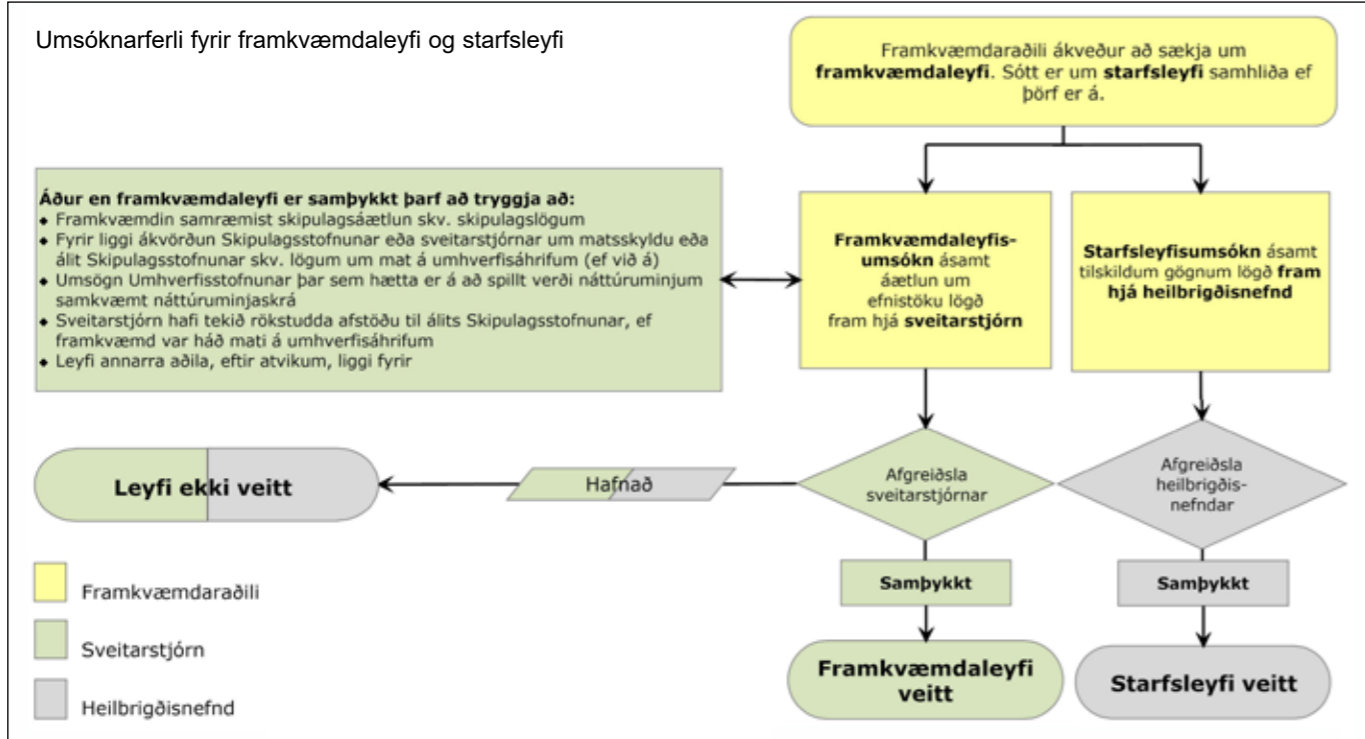 Umsóknarferli fyrir framkvæmdaleyfi og starfsleyfi
Framkvæmdaraðili ákveður að sækja um
framkvæmdaleyfi. Sótt er um starfsleyfi samhliða ef
þörf er á.
Áður en framkvæmdaleyfi er samþykkt þarf að tryggja að:
◆ Framkvæmdin samræmist skipulagsáætlun skv. skipulagslögum
◆ Fyrir liggi ákvörðun Skipulagsstofnunar eða sveitarstjórnar um matsskyldu eða
álit Skipulagsstofnunar skv. lögum um mat á umhverfisáhrifum (ef við á)
◆ Umsögn Umhverfisstofnunar þar sem hætta er á að spillt verði náttúruminjum
samkvæmt náttúruminjaskrá
◆ Sveitarstjórn hafi tekið rökstudda afstöðu til álits Skipulagsstofnunar, ef
framkvæmd var háð mati á umhverfisáhrifum
◆ Leyfi annarra aðila, eftir atvikum, liggi fyrir
Framkvæmdaleyfis-
umsókn ásamt
áætlun um
efnistöku lögð
fram hjá sveitarstjórn
Starfsleyfisumsókn ásamt
tilskildum gögnum lögð fram
hjá heilbrigðisnefnd
Leyfi ekki veitt
Hafnað
Afgreiðsla
sveitarstjórnar
Afgreiðsla
heilbrigðis-
nefndar
Samþykkt
Samþykkt
Framkvæmdaleyfi
veitt
Starfsleyfi veitt
Framkvæmdaraðili
Sveitarstjórn
Heilbrigðisnefnd